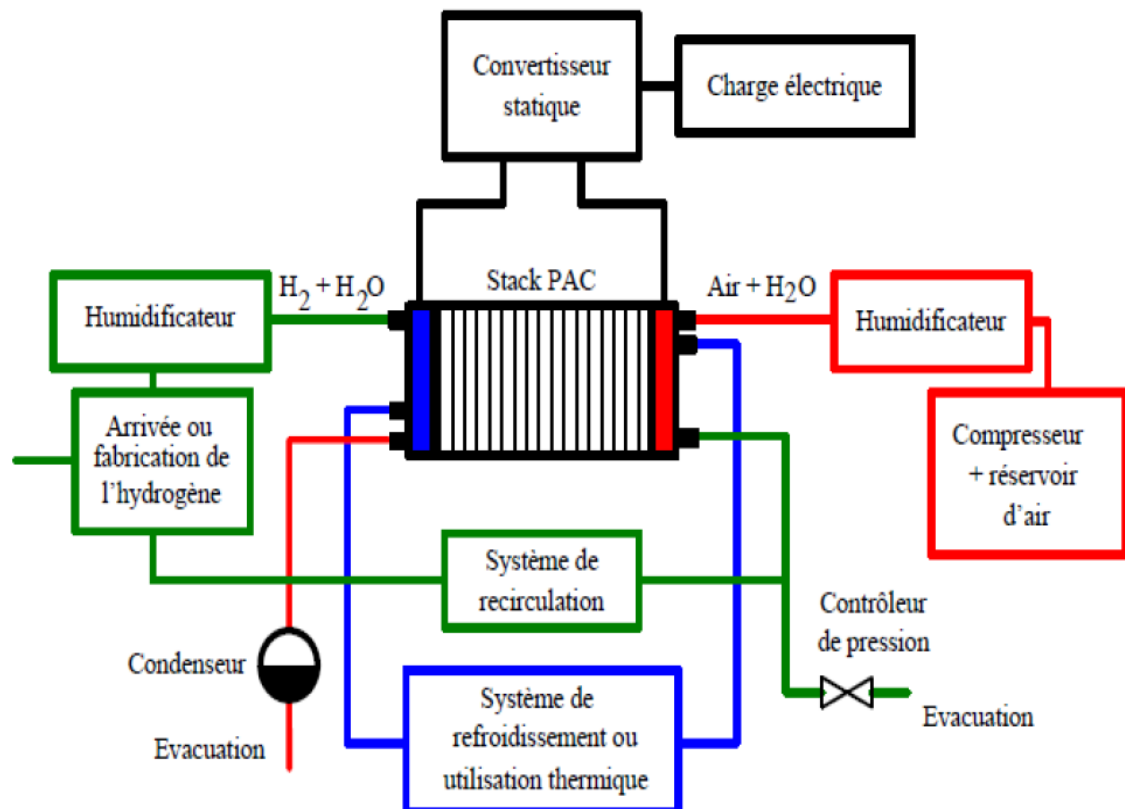 Convertisseur
statique
Charge électrique
H₂ + H₂O
Stack PAC
Air + H₂O
Humidificateur
Humidificateur
Arrivée ou
fabrication de
l’hydrogène
Compresseur
+ réservoir
d’air
Système de
recirculation
Contrôleur
de pression
Condenseur
Evacuation
Système de
refroidissement ou
utilisation thermique
Evacuation